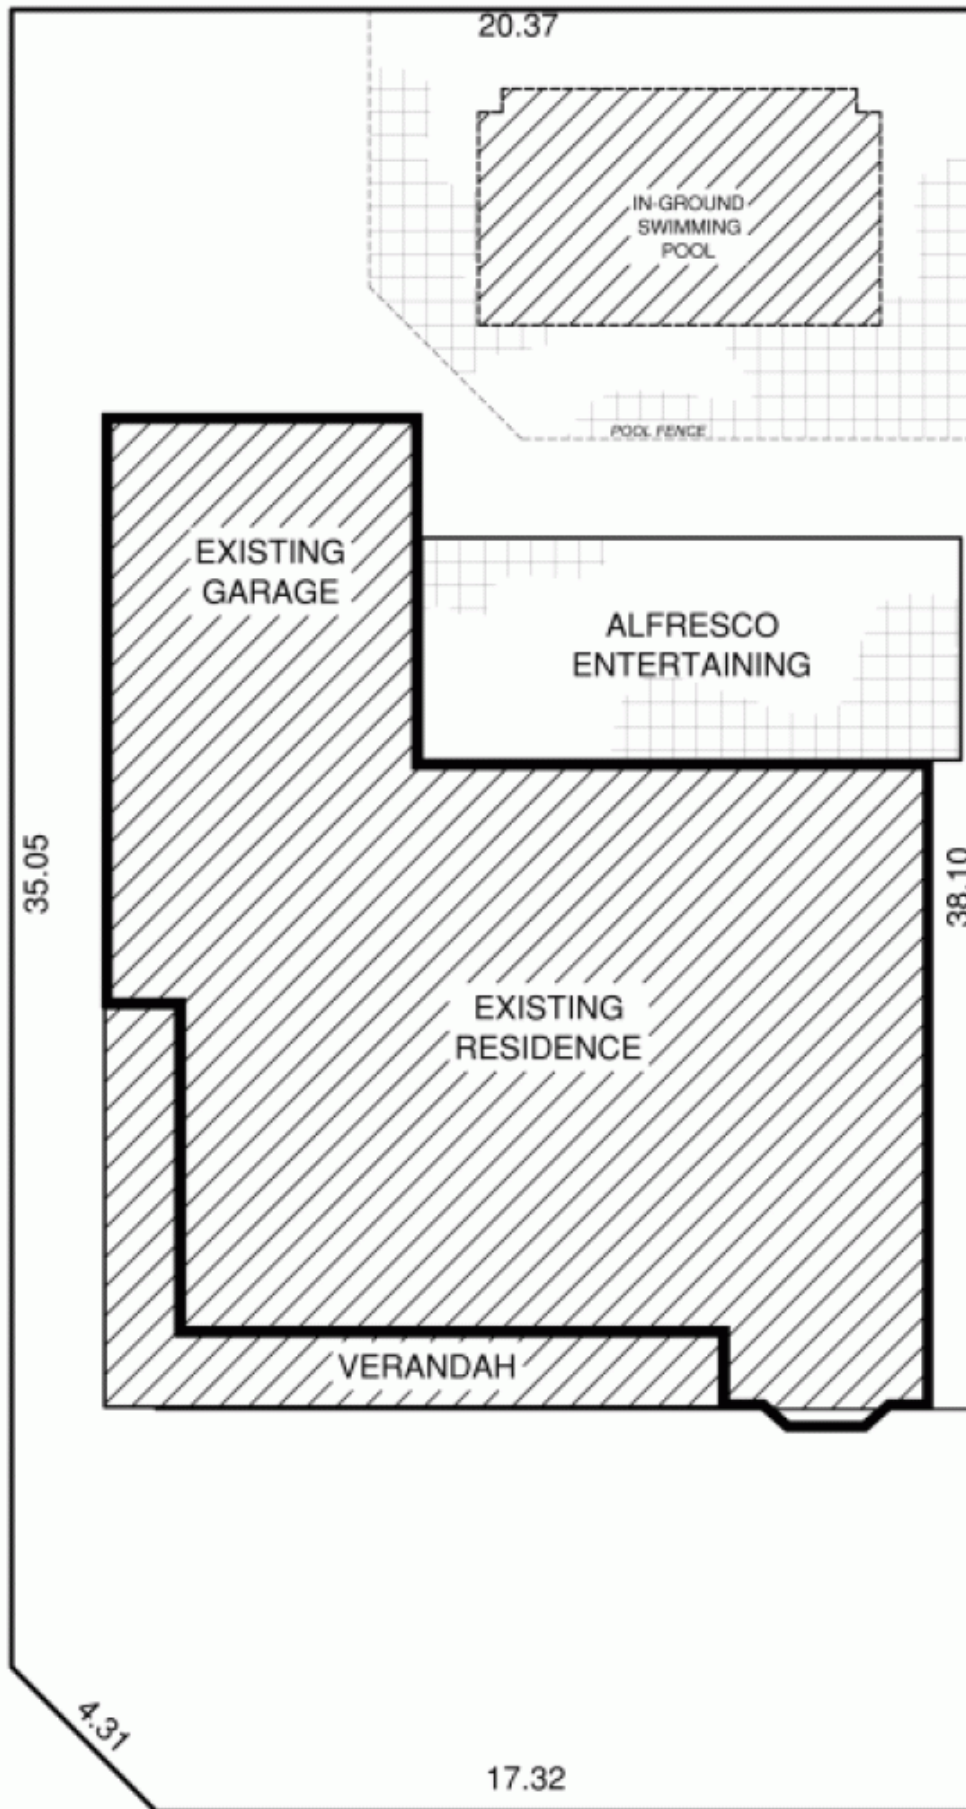 20.37
IN-GROUND
SWIMMING
POOL
POOL FENCE
EXISTING
GARAGE
ALFRESCO
ENTERTAINING
35.05
38.10
EXISTING
RESIDENCE
VERANDAH
4.31
17.32